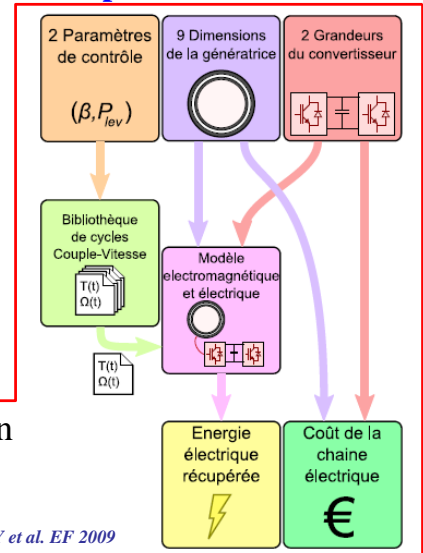 2 Paramètres
de contrôle
(β,P_lev)
9 Dimensions
de la génératrice
2 Grandeurs
du convertisseur
Bibliothèque
de cycles
Couple-Vitesse
T(t)
Ω(t)
T(t)
Ω(t)
Modèle
electromagnétique
et électrique
Energie
électrique
récupérée
Coût de la
chaine
électrique
€
et al. EF 2009